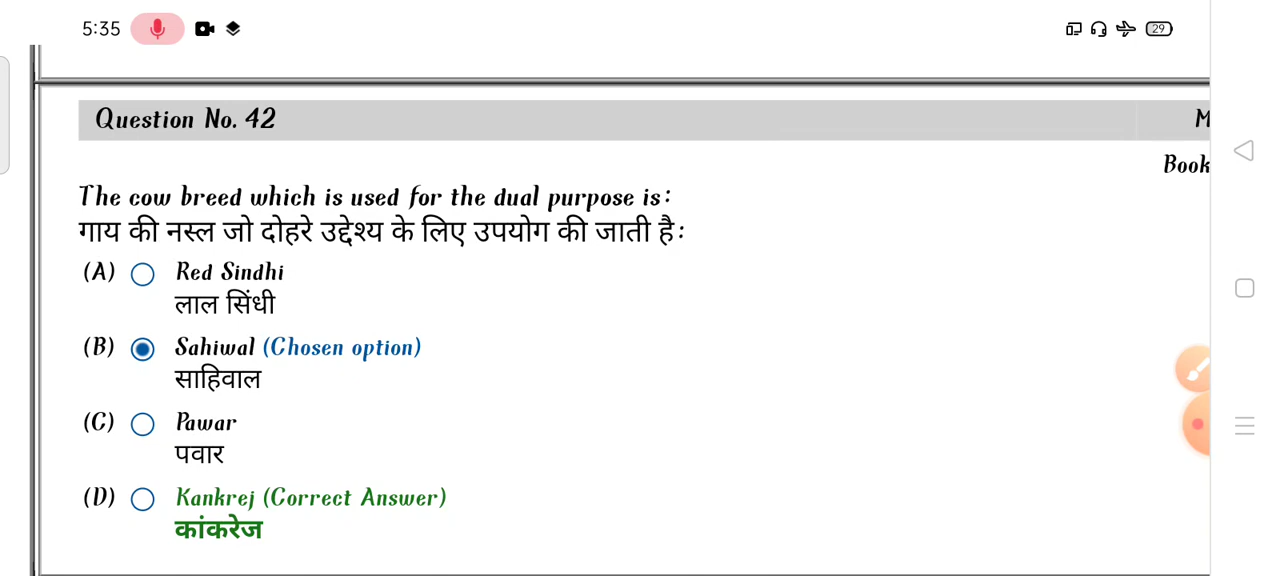 5:35
29
Question No. 42
M
Book
The cow breed which is used for the dual purpose is:
गाय की नस्ल जो दोहरे उद्देश्य के लिए उपयोग की जाती है:
(A) Red Sindhi
लाल सिंधी
(B) Sahiwal (Chosen option)
साहिवाल
(C) Pawar
पवार
(D) Kankrej (Correct Answer)
कांकरेज